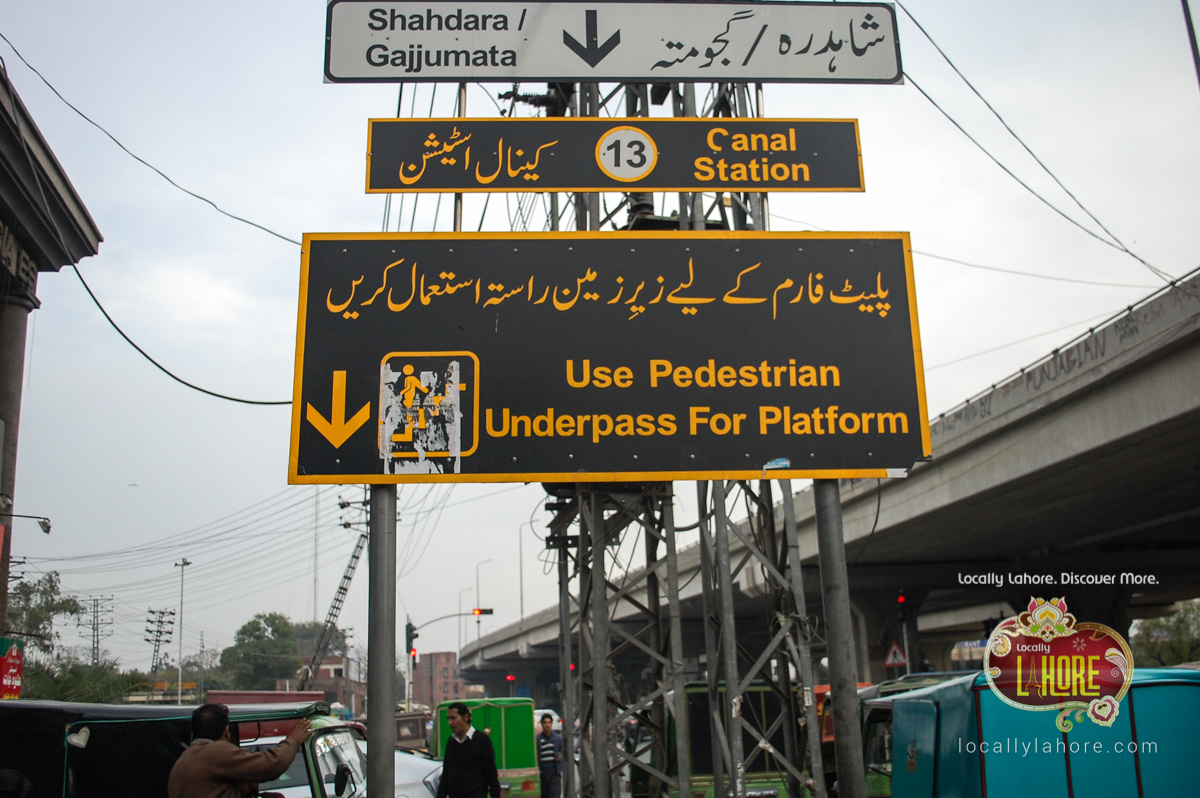 Shahdara /
Gajjumata
شاہدرہ / گجومتہ
کینال اسٹیشن
13
Canal
Station
پلیٹ فارم کے لیے زیرِ زمین راستہ استعمال کریں
Use Pedestrian
Underpass For Platform
PUNJABIAN
Locally Lahore. Discover More.
Locally
LAHORE
locallylahore.com